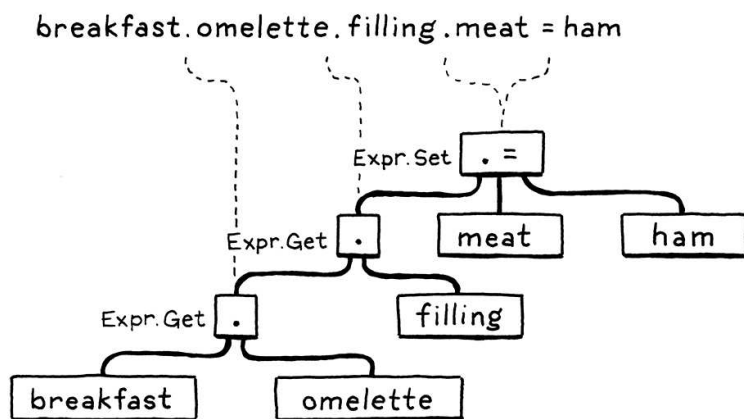 breakfast.omelette.filling.meat = ham
Expr.Set . =
Expr.Get . meat ham
Expr.Get . filling
breakfast omelette